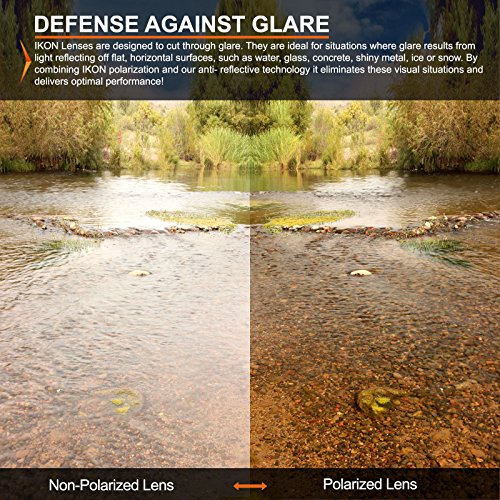 DEFENSE AGAINST GLARE
IKON Lenses are designed to cut through glare. They are ideal for situations where glare results from
light reflecting off flat, horizontal surfaces, such as water, glass, concrete, shiny metal, ice or snow. By
combining IKON polarization and our anti- reflective technology it eliminates these visual situations and
delivers optimal performance!
Non-Polarized Lens
Polarized Lens